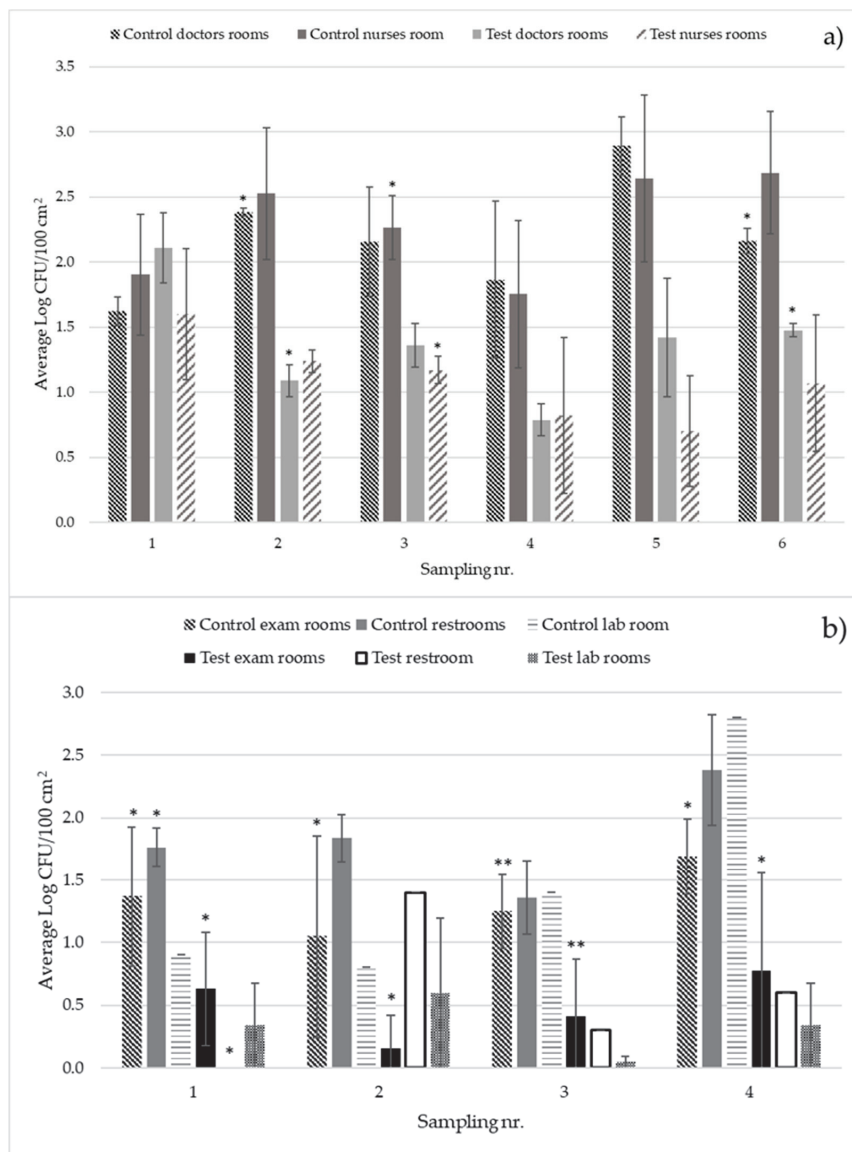 Control doctors rooms Control nurses room Test doctors rooms Test nurses rooms
a)
3.5
3.0
2.5
2.0
1.5
1.0
0.5
0.0
Average Log CFU/100 cm²
* * * * * * *
1 2 3 4 5 6
Sampling nr.
Control exam rooms Control restrooms Control lab room
b)
Test exam rooms Test restroom Test lab rooms
3.0
2.5
2.0
1.5
1.0
0.5
0.0
Average Log CFU/100 cm²
* * * * * * ** ** * *
1 2 3 4
Sampling nr.